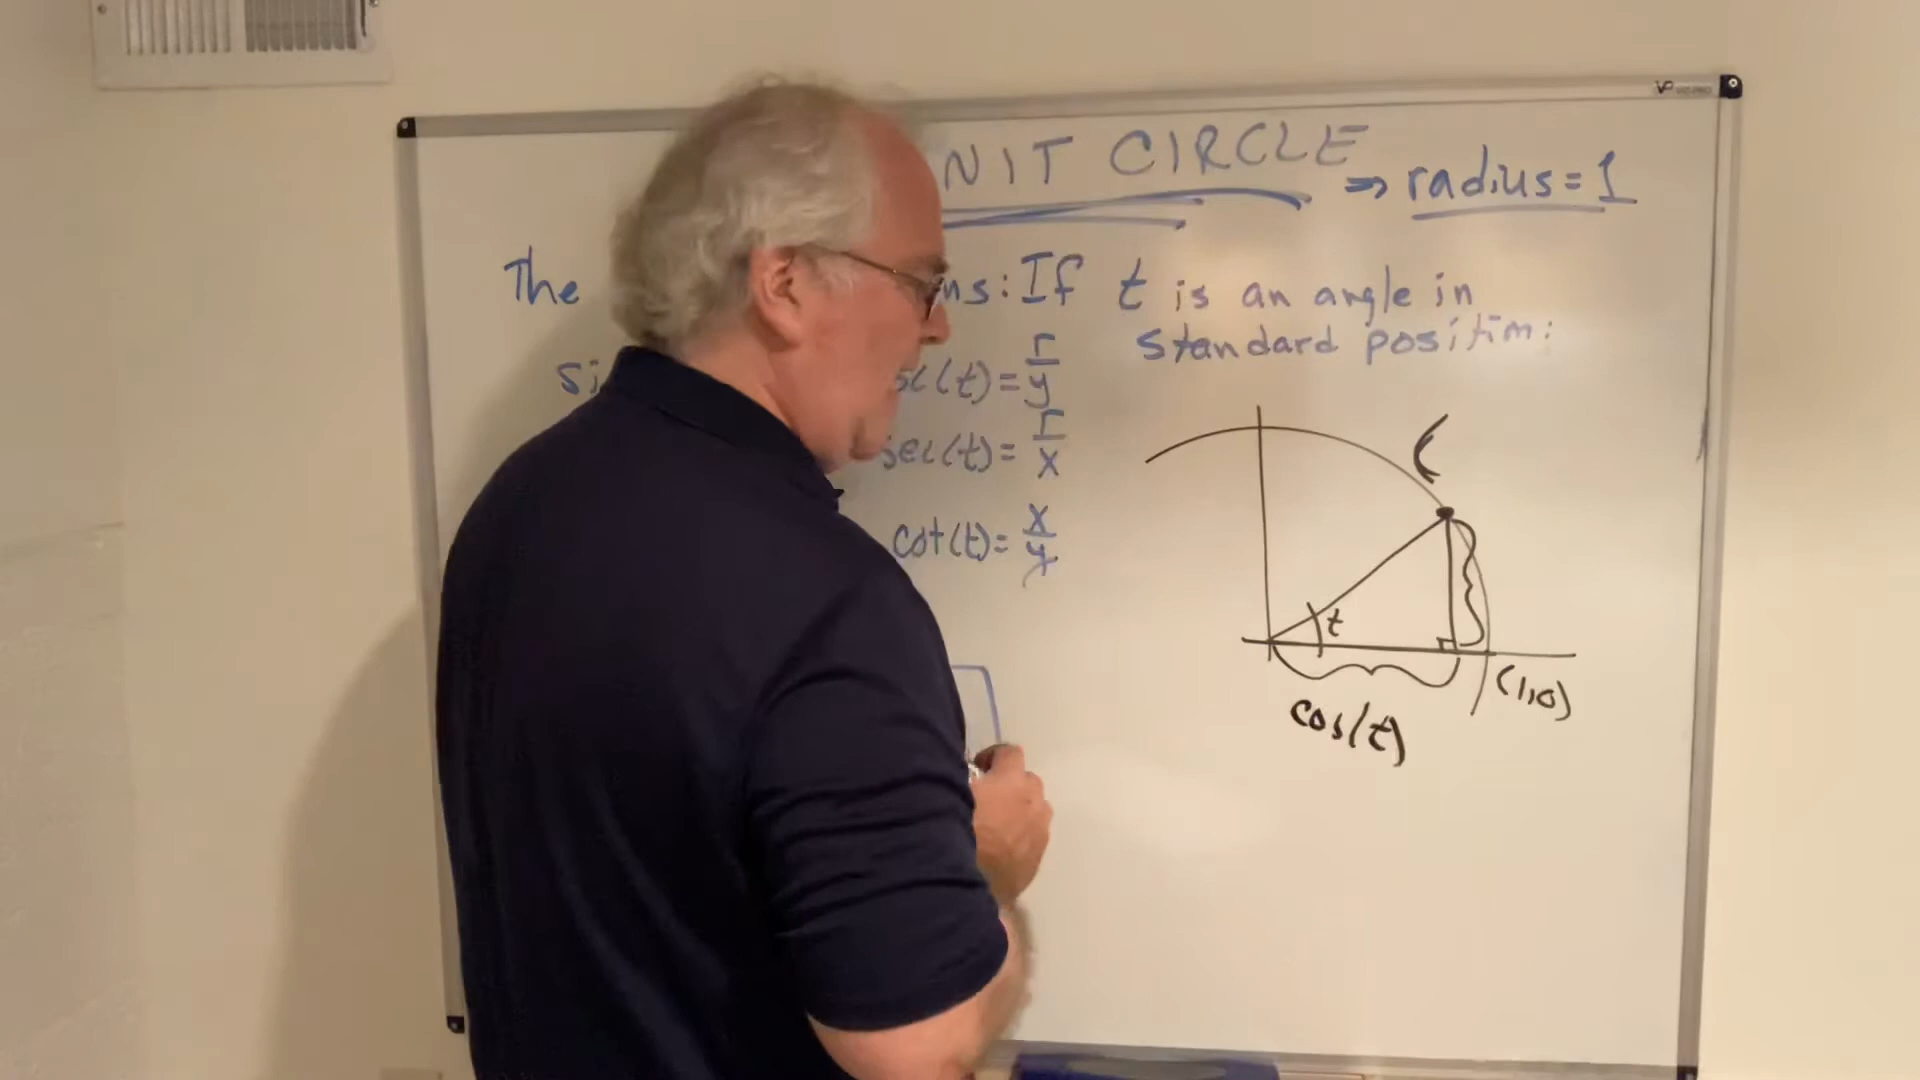 NIT CIRCLE ⇒ radius = 1
The ns: If t is an angle in
standard position:
si sc(t) = r/y
sec(t) = r/x
cot(t) = x/y
(
t
(1,0)
cos(t)